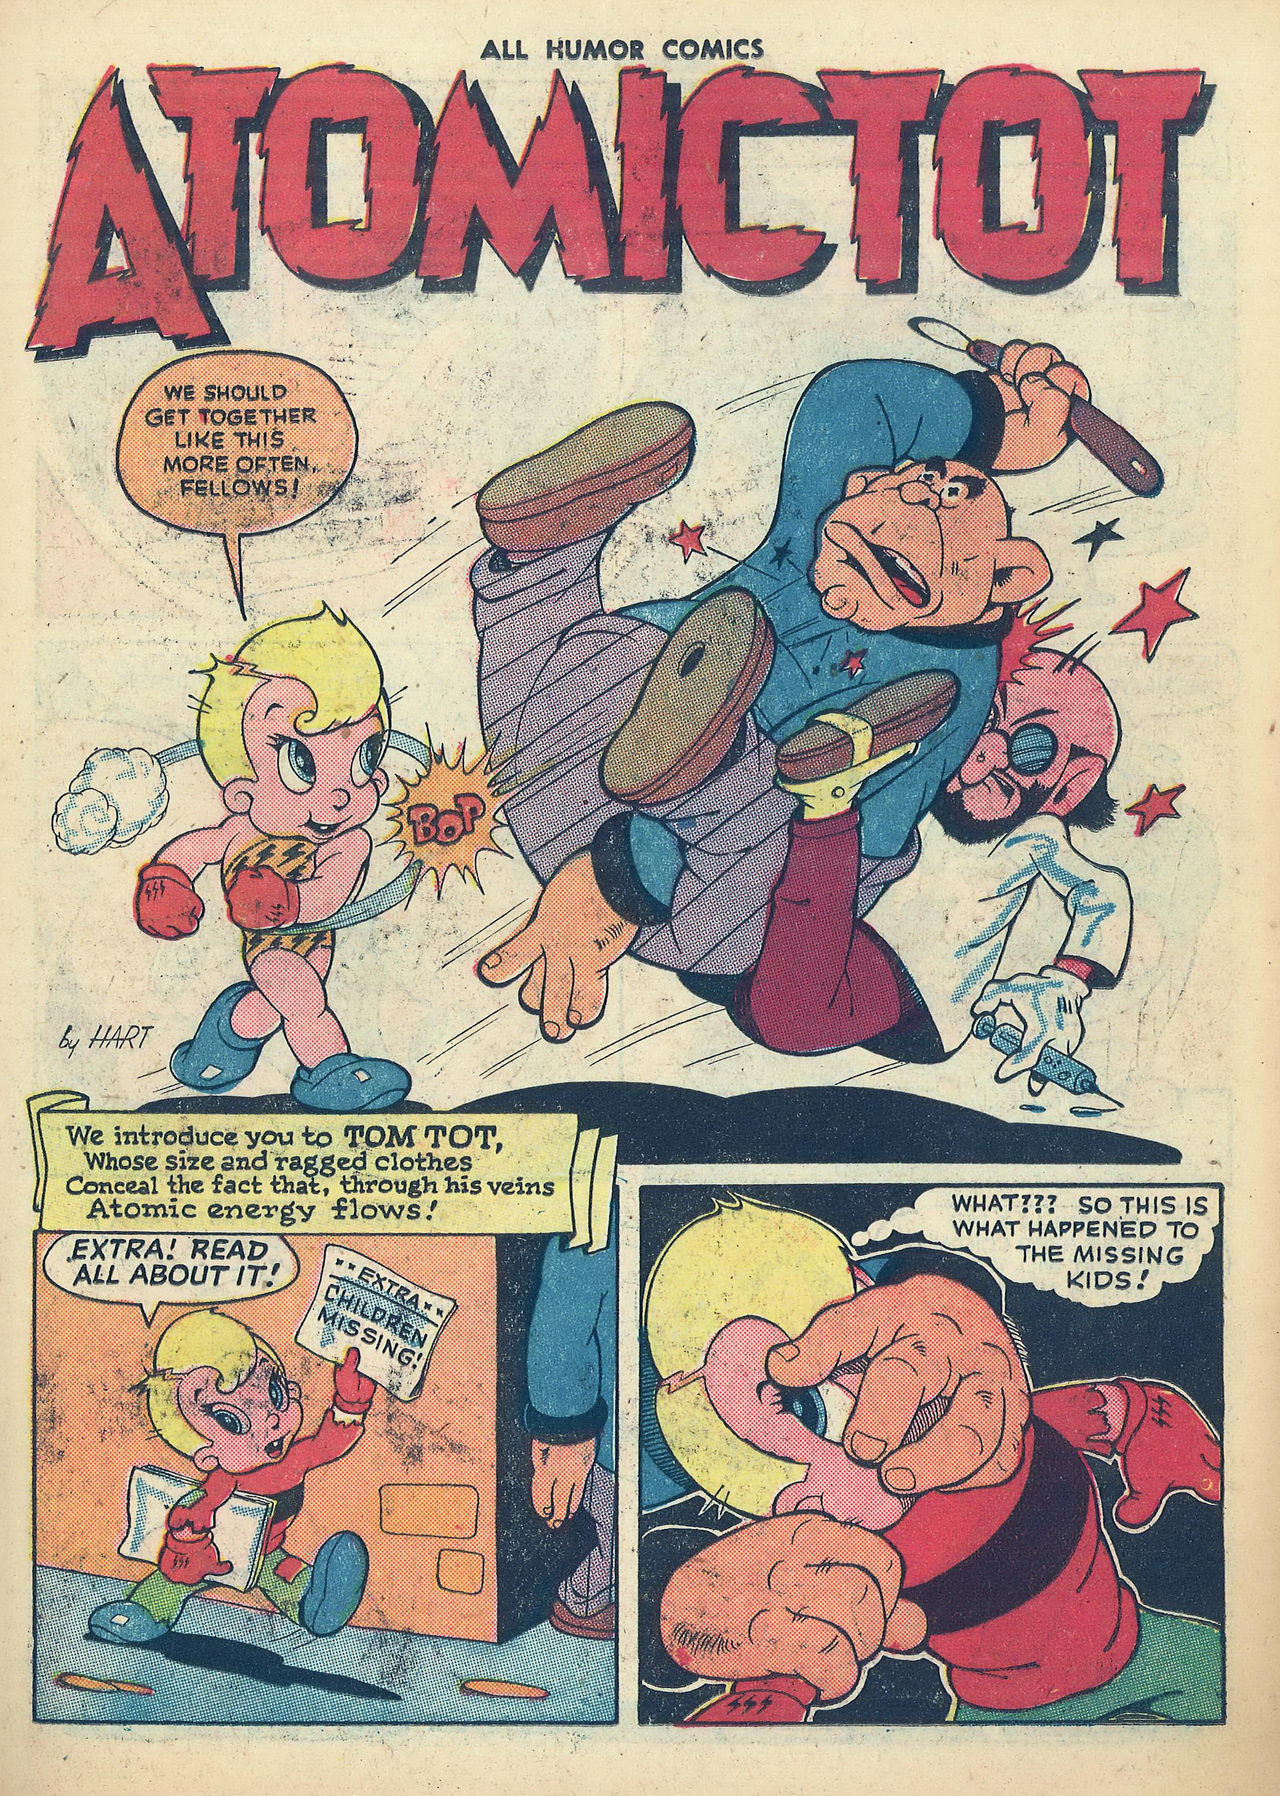 ALL HUMOR COMICS
ATOMICTOT
WE SHOULD
GET TOGETHER
LIKE THIS
MORE OFTEN,
FELLOWS!
BOP
by HART
We introduce you to TOM TOT,
Whose size and ragged clothes
Conceal the fact that, through his veins
Atomic energy flows!
EXTRA! READ
ALL ABOUT IT!
**EXTRA**
CHILDREN
MISSING!
WHAT??? SO THIS IS
WHAT HAPPENED TO
THE MISSING
KIDS!